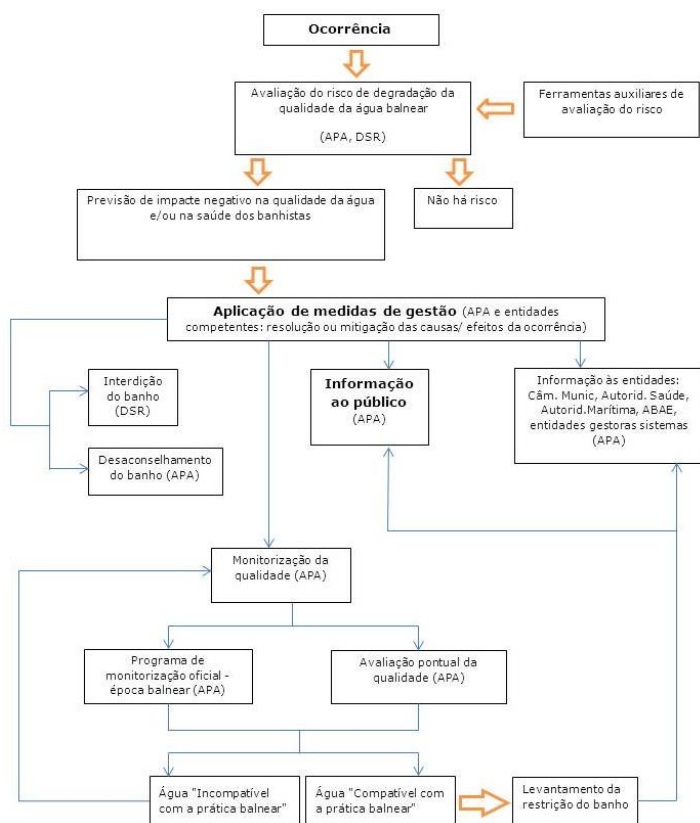 Ocorrência
Avaliação do risco de degradação da
qualidade da água balnear
(APA, DSR)
Ferramentas auxiliares de
avaliação do risco
Previsão de impacte negativo na qualidade da água
e/ou na saúde dos banhistas
Não há risco
Aplicação de medidas de gestão (APA e entidades
competentes: resolução ou mitigação das causas/ efeitos da ocorrência)
Interdição
do banho
(DSR)
Desaconselhamento
do banho (APA)
Informação
ao público
(APA)
Informação às entidades:
Câm. Munic, Autorid. Saúde,
Autorid.Marítima, ABAE,
entidades gestoras sistemas
(APA)
Monitorização da
qualidade (APA)
Programa de
monitorização oficial -
época balnear (APA)
Avaliação pontual da
qualidade (APA)
Água "Incompatível
com a prática balnear"
Água "Compatível com
a prática balnear"
Levantamento da
restrição do banho